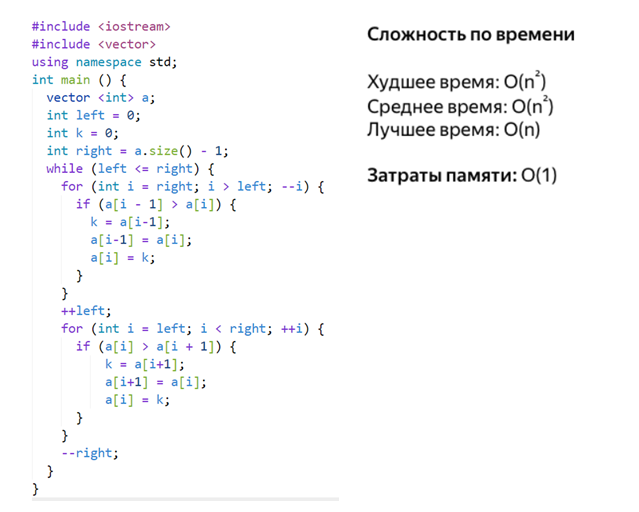 #include <iostream>
#include <vector>
using namespace std;
int main () {
  vector <int> a;
  int left = 0;
  int k = 0;
  int right = a.size() - 1;
  while (left <= right) {
    for (int i = right; i > left; --i) {
      if (a[i - 1] > a[i]) {
        k = a[i-1];
        a[i-1] = a[i];
        a[i] = k;
      }
    }
    ++left;
    for (int i = left; i < right; ++i) {
      if (a[i] > a[i + 1]) {
          k = a[i+1];
          a[i+1] = a[i];
          a[i] = k;
      }
    }
    --right;
  }
}
Сложность по времени
Худшее время: O(n²)
Среднее время: O(n²)
Лучшее время: O(n)
Затраты памяти: O(1)